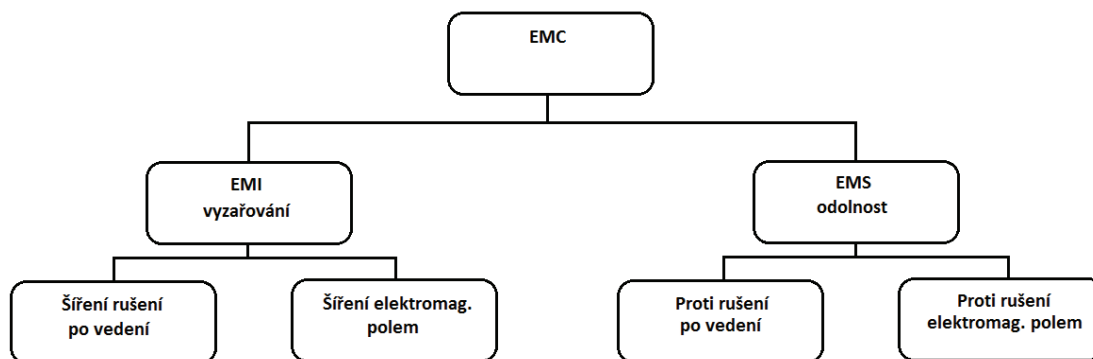 EMC
EMI
vyzařování
EMS
odolnost
Šíření rušení
po vedení
Šíření elektromag.
polem
Proti rušení
po vedení
Proti rušení
elektromag. polem